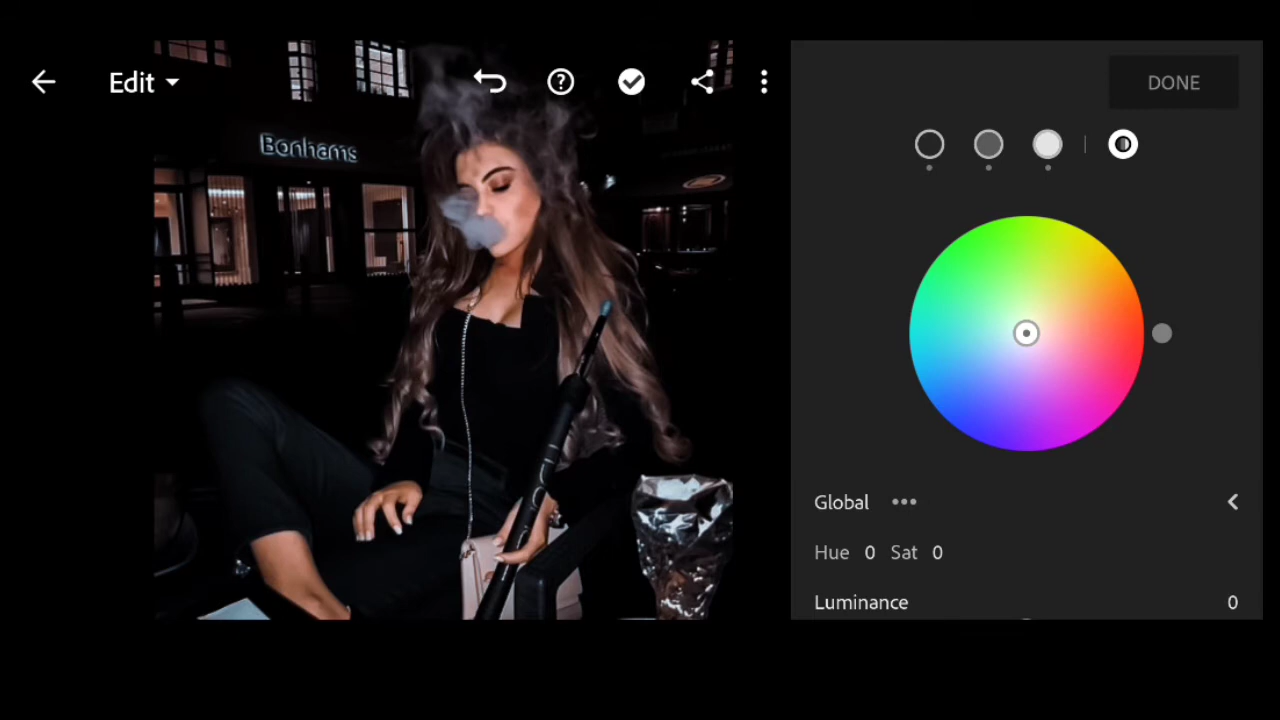 Edit
DONE
Bonhams
Global
Hue 0 Sat 0
Luminance 0